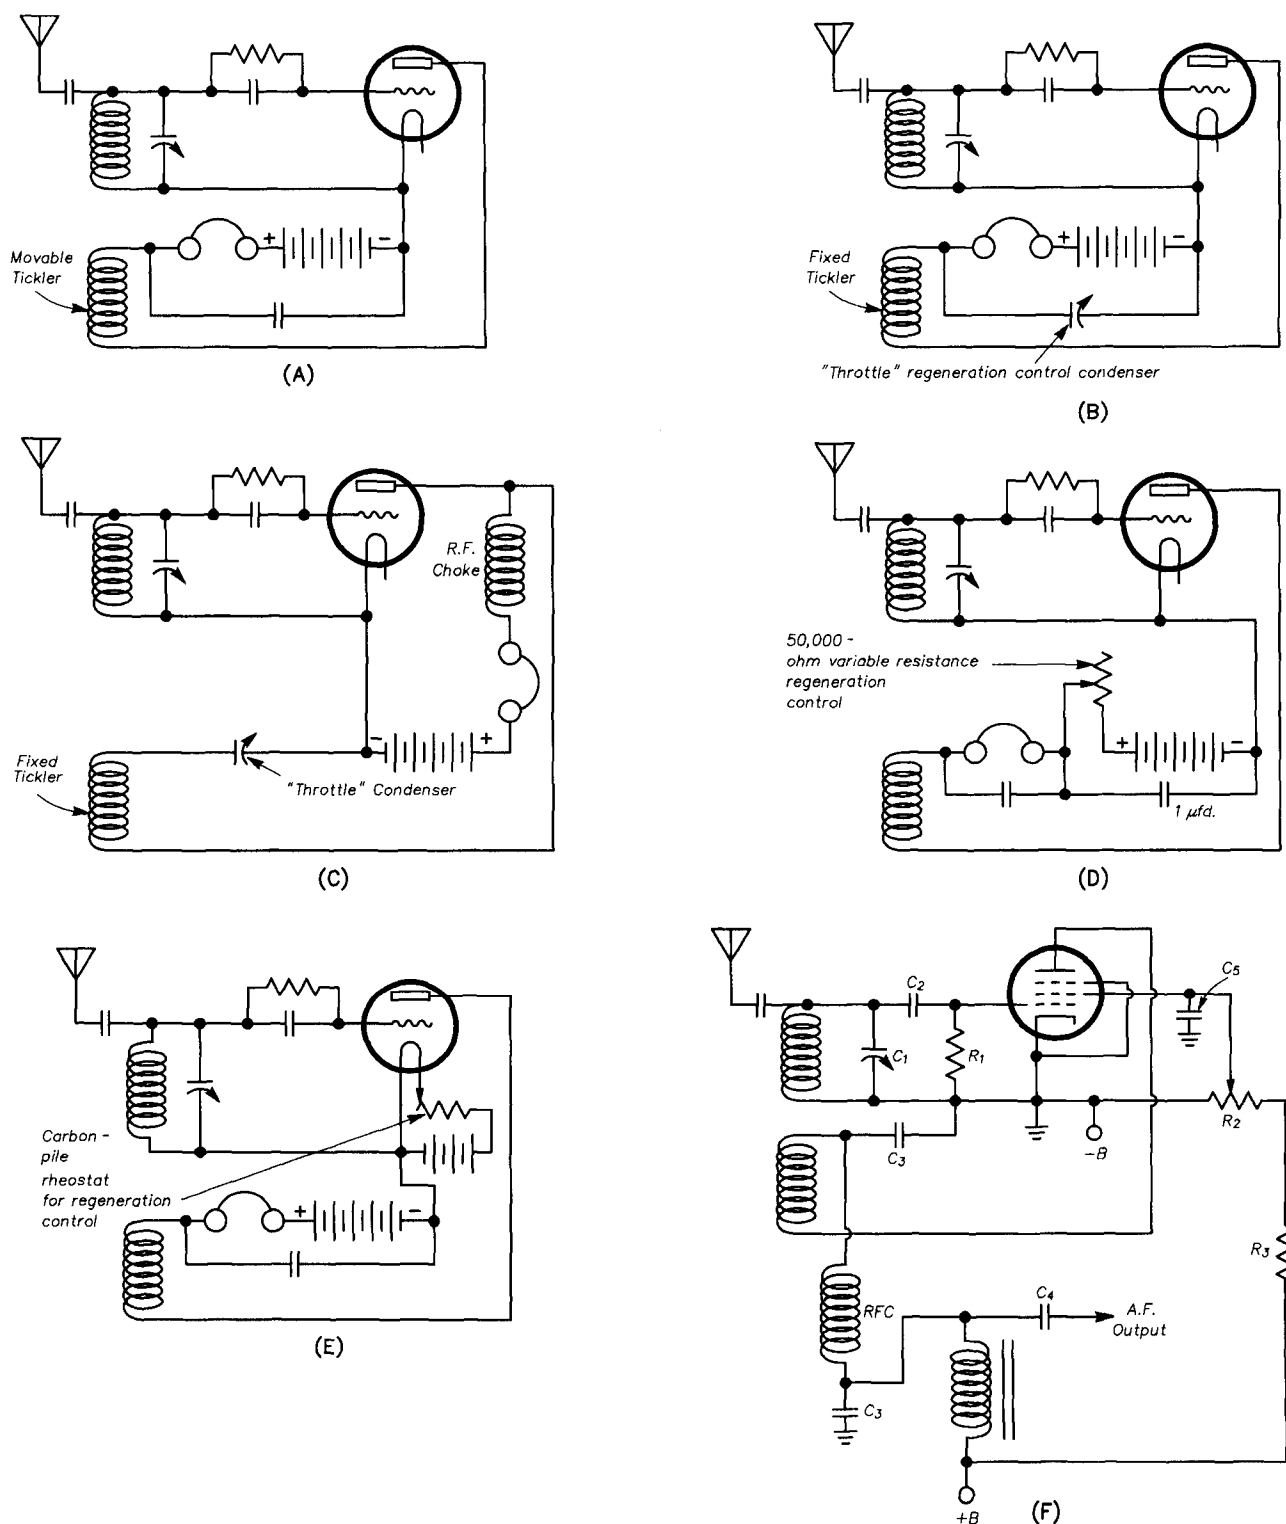 Movable
Tickler
+
-
(A)
Fixed
Tickler
+
-
"Throttle" regeneration control condenser
(B)
R.F.
Choke
-
+
Fixed
Tickler
"Throttle" Condenser
(C)
50,000 -
ohm variable resistance
regeneration
control
+
-
1 µfd.
(D)
Carbon -
pile
rheostat
for regeneration
control
+
-
(E)
C2
C5
C1
R1
R2
-B
C3
R3
RFC
C4
A.F.
Output
C3
+B
(F)